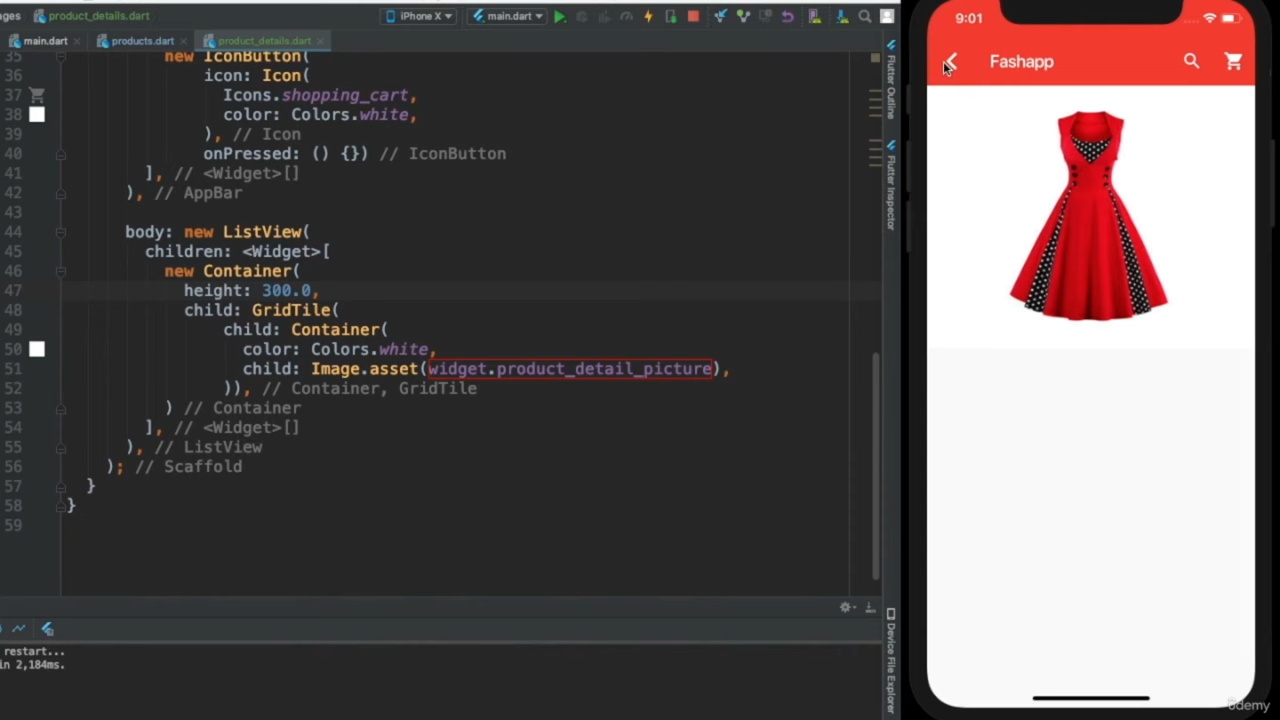 ages product_details.dart iPhone X main.dart
main.dart products.dart product_details.dart
35 new IconButton(
36 icon: Icon(
37 Icons.shopping_cart,
38 color: Colors.white,
39 ), // Icon
40 onPressed: () {}) // IconButton
41 ], // <Widget>[]
42 ), // AppBar
43
44 body: new ListView(
45 children: <Widget>[
46 new Container(
47 height: 300.0,
48 child: GridTile(
49 child: Container(
50 color: Colors.white,
51 child: Image.asset(widget.product_detail_picture),
52 )), // Container, GridTile
53 ) // Container
54 ], // <Widget>[]
55 ), // ListView
56 ); // Scaffold
57 }
58 }
59
restart...
in 2,184ms.
Flutter Outline
Flutter Inspector
Device File Explorer
9:01
Fashapp
ûdemy